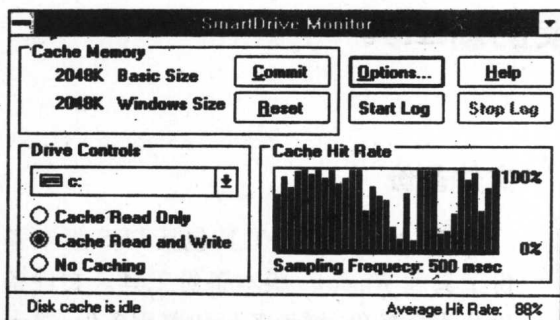 SmartDrive Monitor
Cache Memory
2048K Basic Size
2048K Windows Size
Commit
Reset
Options...
Help
Start Log
Stop Log
Drive Controls
c:
Cache Read Only
Cache Read and Write
No Caching
Cache Hit Rate
100%
0%
Sampling Frequecy: 500 msec
Disk cache is idle
Average Hit Rate: 88%